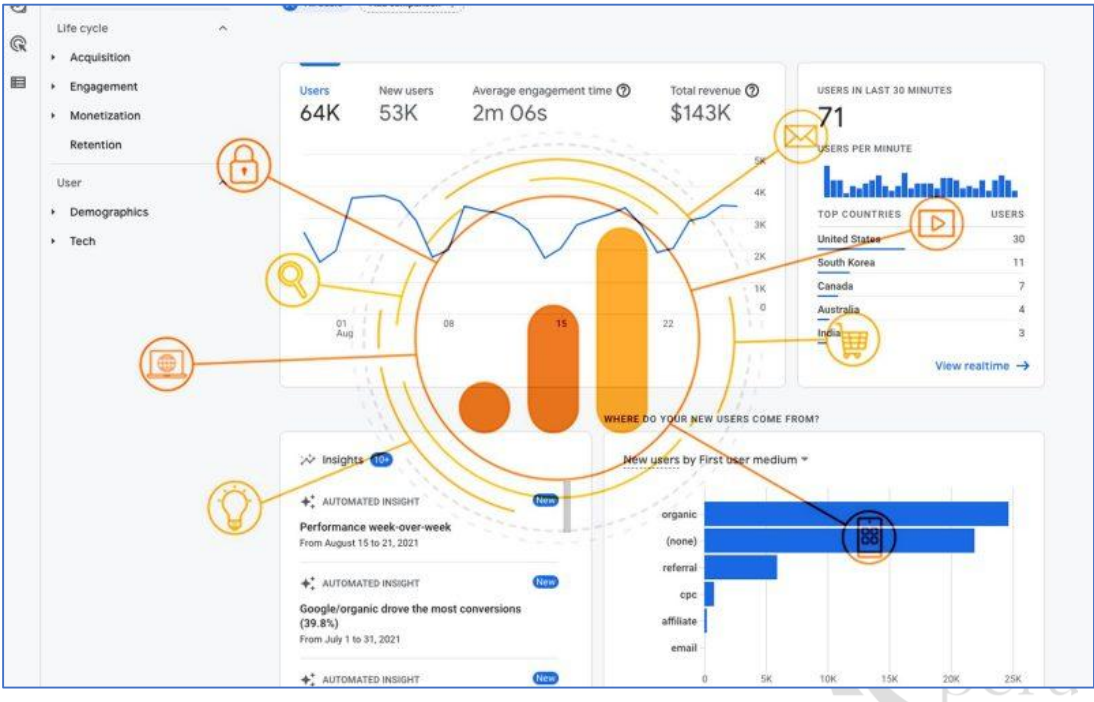 Life cycle
Acquisition
Engagement
Monetization
Retention
User
Demographics
Tech
Users New users Average engagement time Total revenue
64K 53K 2m 06s $143K
5K
4K
3K
2K
1K
0
01 08 15 22
Aug
USERS IN LAST 30 MINUTES
71
USERS PER MINUTE
TOP COUNTRIES USERS
United States 30
South Korea 11
Canada 7
Australia 4
India 3
View realtime →
Insights 10+
AUTOMATED INSIGHT New
Performance week-over-week
From August 15 to 21, 2021
AUTOMATED INSIGHT New
Google/organic drove the most conversions
(39.8%)
From July 1 to 31, 2021
AUTOMATED INSIGHT New
WHERE DO YOUR NEW USERS COME FROM?
New users by First user medium
organic
(none)
referral
cpc
affiliate
email
0 5K 10K 15K 20K 25K